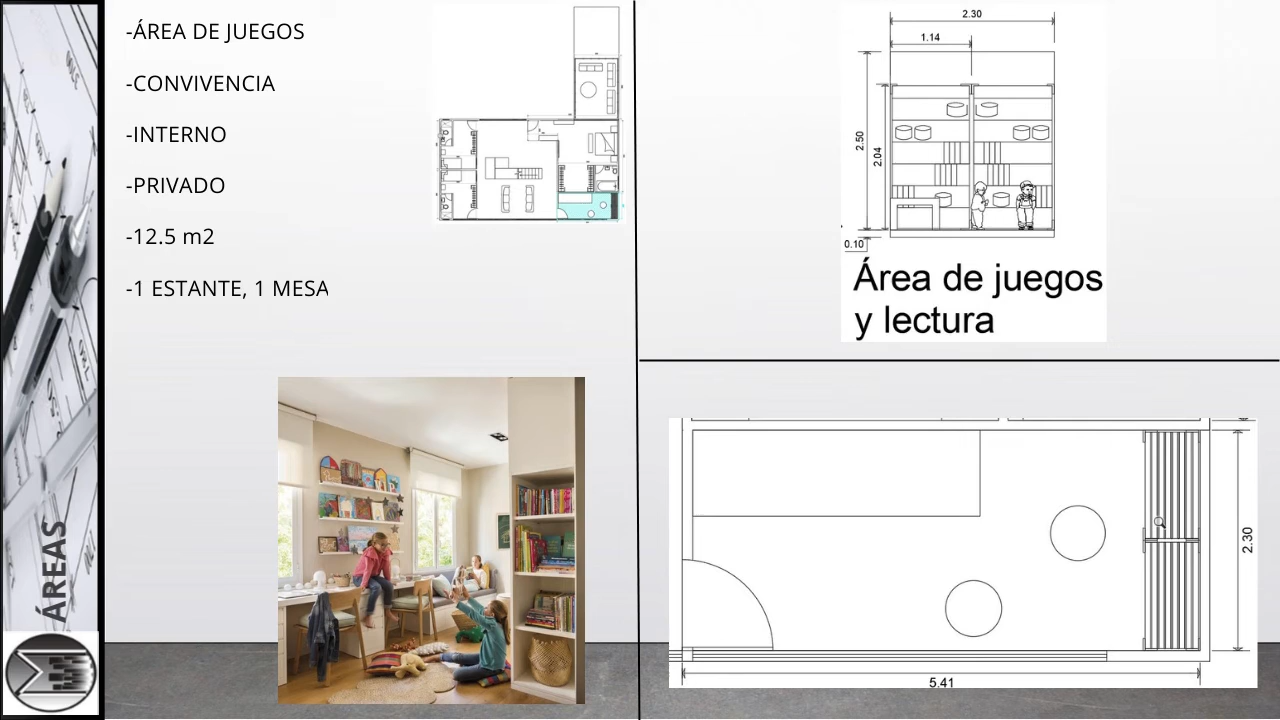 -ÁREA DE JUEGOS
-CONVIVENCIA
-INTERNO
-PRIVADO
-12.5 m2
-1 ESTANTE, 1 MESA
ÁREAS
2.30
1.14
2.50
2.04
0.10
Área de juegos
y lectura
2.30
5.41